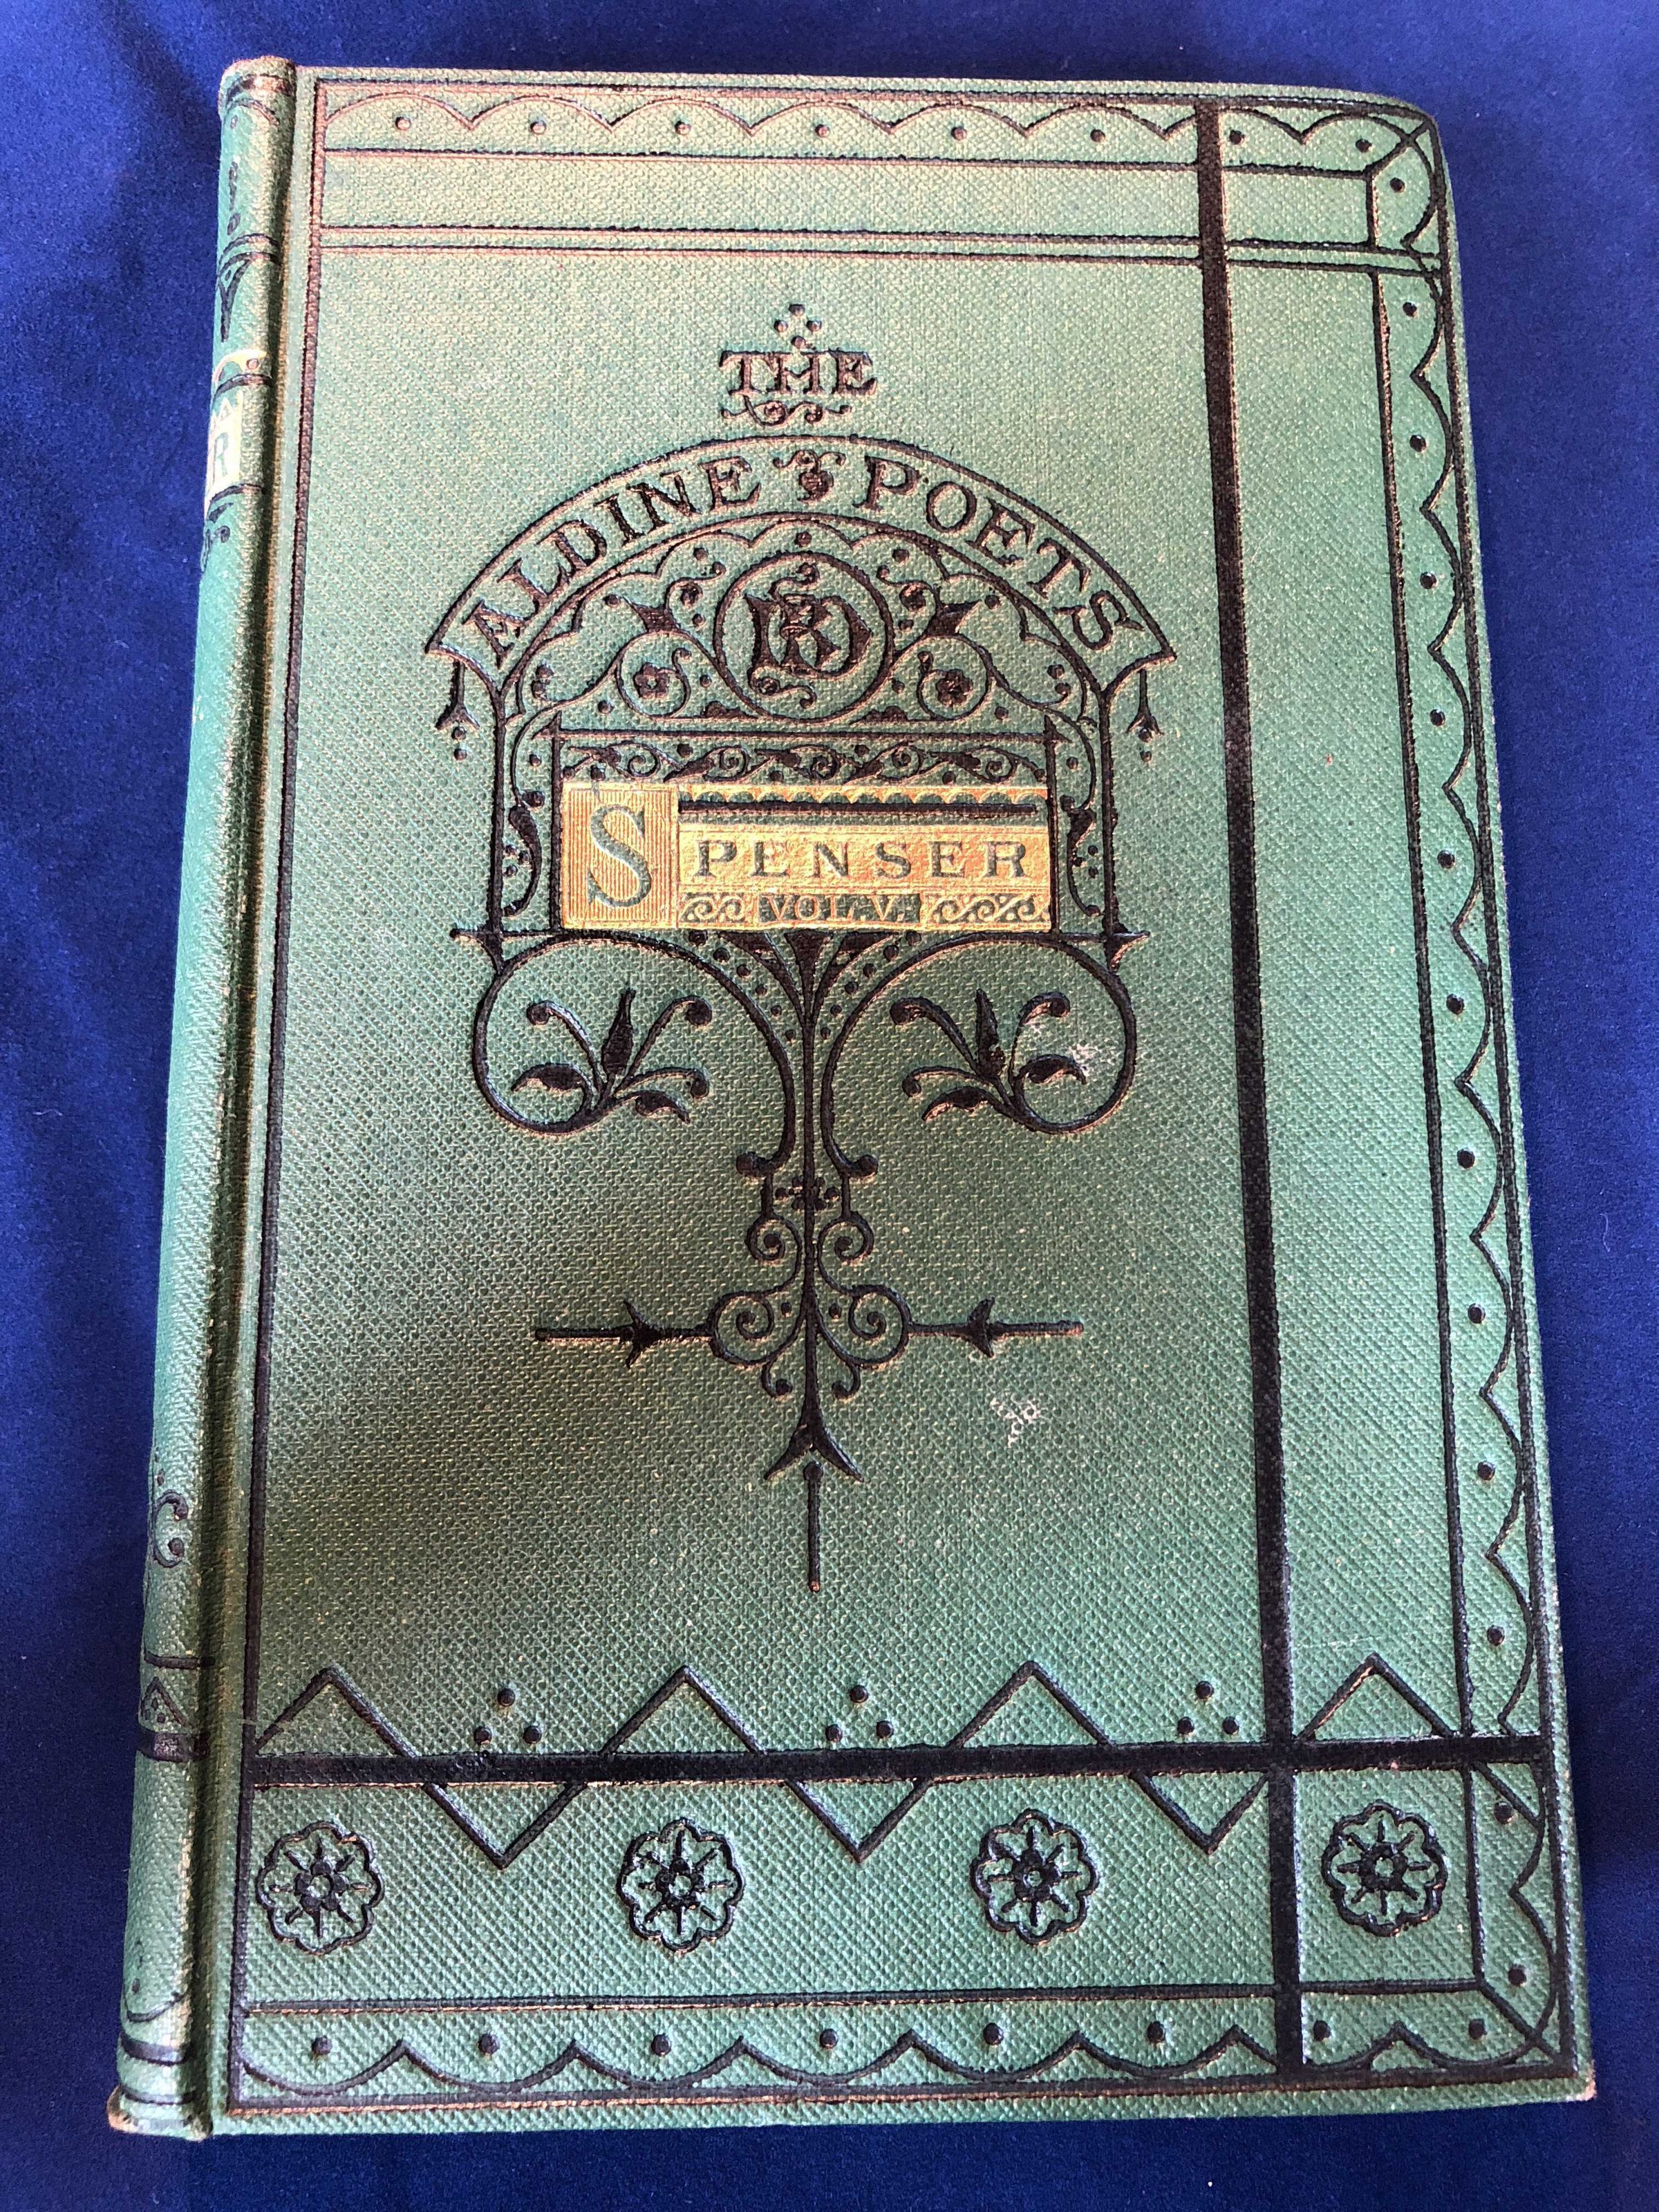 THE
ALDINE POETS
SPENSER
VOL. V.
R